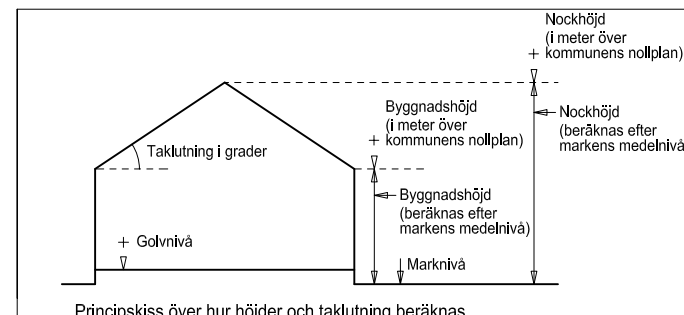 Nockhöjd
(i meter över
+ kommunens nollplan)
Byggnadshöjd
(i meter över
+ kommunens nollplan)
Nockhöjd
(beräknas efter
markens medelnivå)
Taklutning i grader
Byggnadshöjd
(beräknas efter
markens medelnivå)
+ Golvnivå
Marknivå
Principskiss över hur höjder och taklutning beräknas